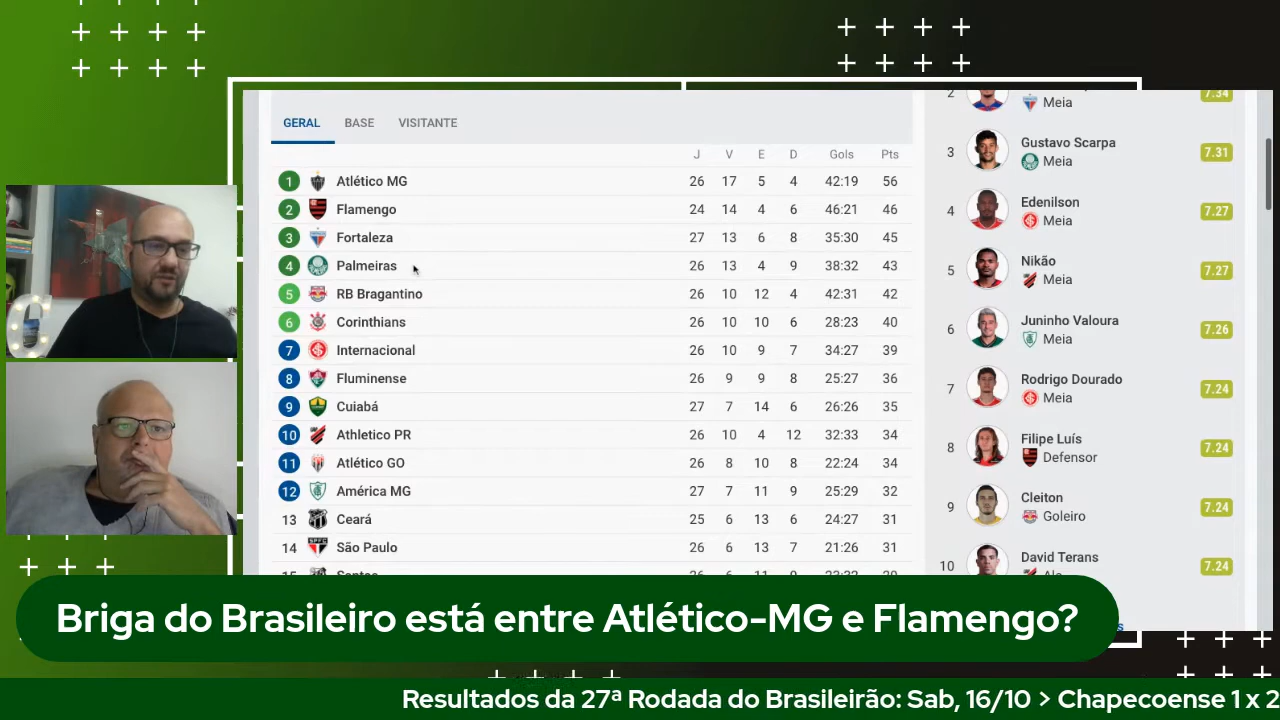 GERAL BASE VISITANTE
J V E D Gols Pts
1 Atlético MG 26 17 5 4 42:19 56
2 Flamengo 24 14 4 6 46:21 46
3 Fortaleza 27 13 6 8 35:30 45
4 Palmeiras 26 13 4 9 38:32 43
5 RB Bragantino 26 10 12 4 42:31 42
6 Corinthians 26 10 10 6 28:23 40
7 Internacional 26 10 9 7 34:27 39
8 Fluminense 26 9 9 8 25:27 36
9 Cuiabá 27 7 14 6 26:26 35
10 Athletico PR 26 10 4 12 32:33 34
11 Atlético GO 26 8 10 8 22:24 34
12 América MG 27 7 11 9 25:29 32
13 Ceará 25 6 13 6 24:27 31
14 São Paulo 26 6 13 7 21:26 31
2 7.34
Meia
3 Gustavo Scarpa 7.31
Meia
4 Edenilson 7.27
Meia
5 Nikão 7.27
Meia
6 Juninho Valoura 7.26
Meia
7 Rodrigo Dourado 7.24
Meia
8 Filipe Luís 7.24
Defensor
9 Cleiton 7.24
Goleiro
10 David Terans 7.24
Briga do Brasileiro está entre Atlético-MG e Flamengo?
Resultados da 27ª Rodada do Brasileirão: Sab, 16/10 > Chapecoense 1 x 2